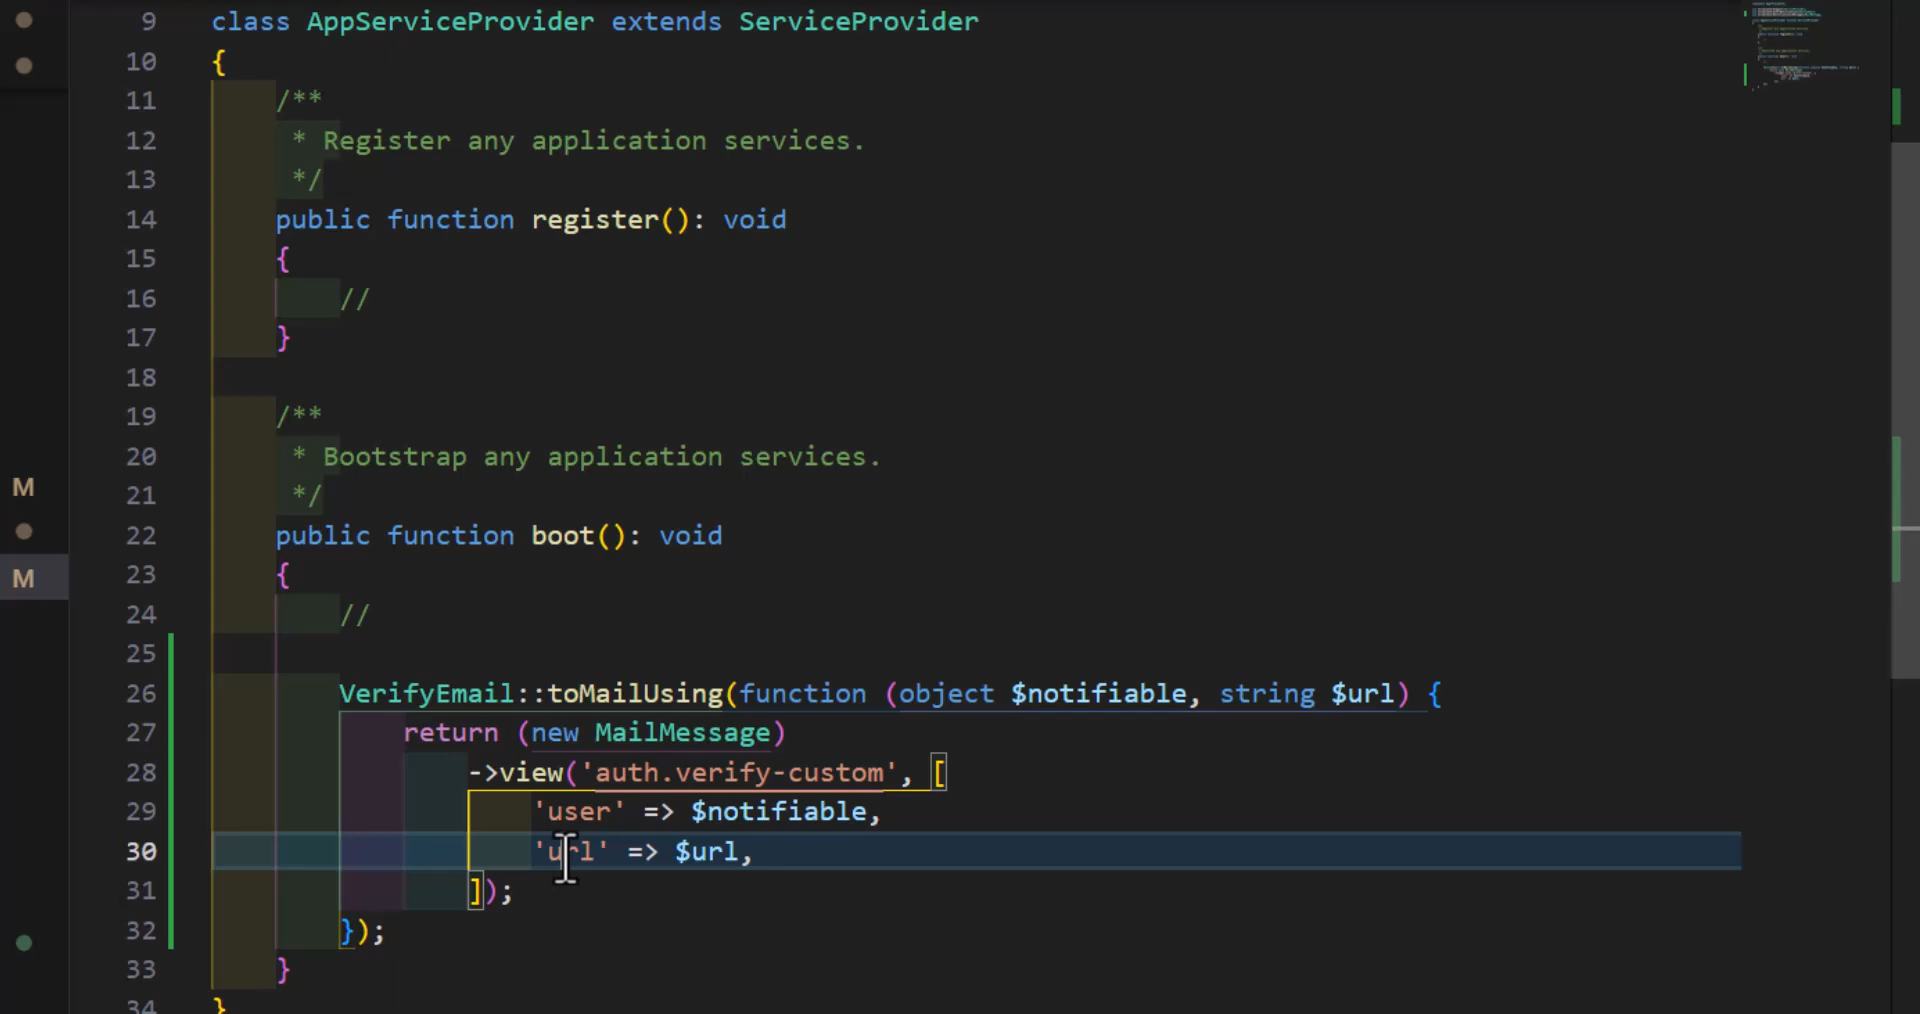 9 class AppServiceProvider extends ServiceProvider
10 {
11 /**
12 * Register any application services.
13 */
14 public function register(): void
15 {
16 //
17 }
18
19 /**
20 * Bootstrap any application services.
21 */
22 public function boot(): void
23 {
24 //
25
26 VerifyEmail::toMailUsing(function (object $notifiable, string $url) {
27 return (new MailMessage)
28 ->view('auth.verify-custom', [
29 'user' => $notifiable,
30 'url' => $url,
31 ]);
32 });
33 }
34 }
M
M